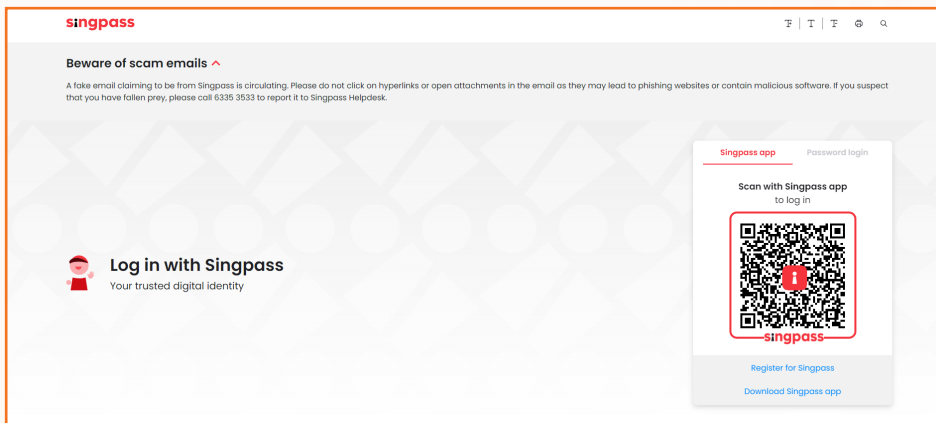 singpass
T T T
Beware of scam emails
A fake email claiming to be from Singpass is circulating. Please do not click on hyperlinks or open attachments in the email as they may lead to phishing websites or contain malicious software. If you suspect
that you have fallen prey, please call 6335 3533 to report it to Singpass Helpdesk.
Singpass app Password login
Scan with Singpass app
to log in
singpass
Log in with Singpass
Your trusted digital identity
Register for Singpass
Download Singpass app